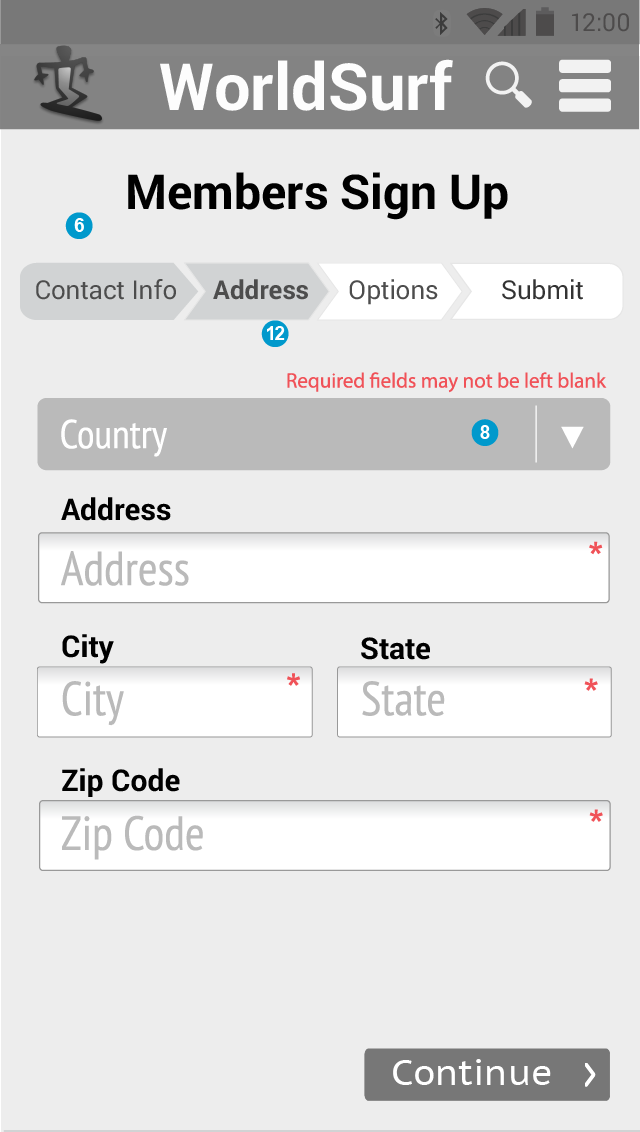 12:00
WorldSurf
Members Sign Up
6
Contact Info Address Options Submit
12
Required fields may not be left blank
Country 8
Address
Address *
City State
City * State *
Zip Code
Zip Code *
Continue